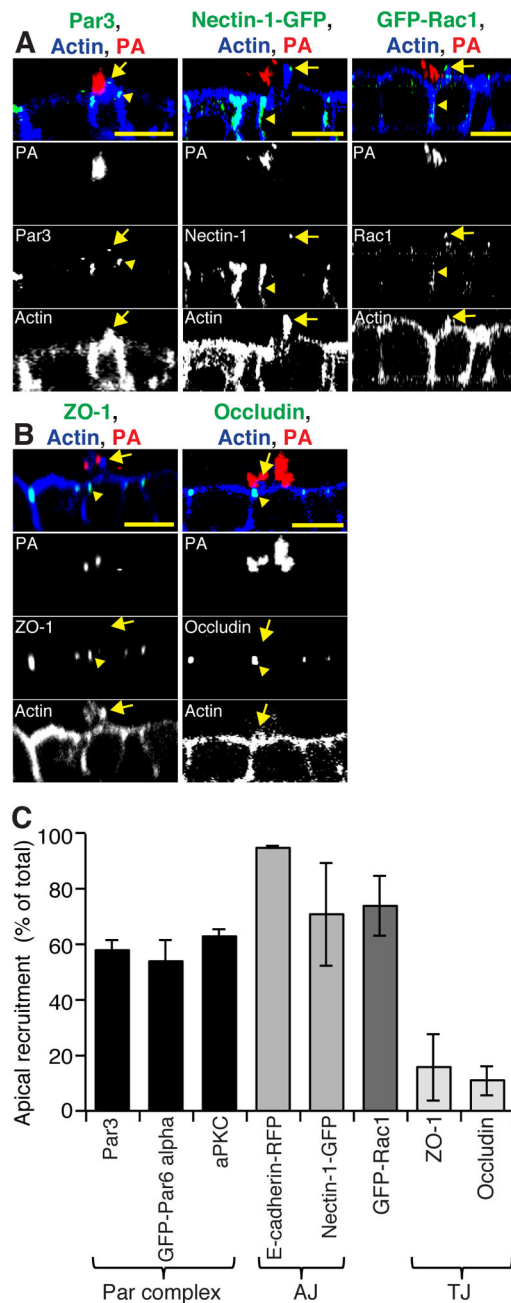 A
Par3,
Actin, PA
Nectin-1-GFP,
Actin, PA
GFP-Rac1,
Actin, PA
PA
PA
PA
Par3
Nectin-1
Rac1
Actin
Actin
Actin
B
ZO-1,
Actin, PA
Occludin,
Actin, PA
PA
PA
ZO-1
Occludin
Actin
Actin
C
Apical recruitment (% of total)
100
80
60
40
20
0
Par3
GFP-Par6 alpha
aPKC
E-cadherin-RFP
Nectin-1-GFP
GFP-Rac1
ZO-1
Occludin
Par complex
AJ
TJ